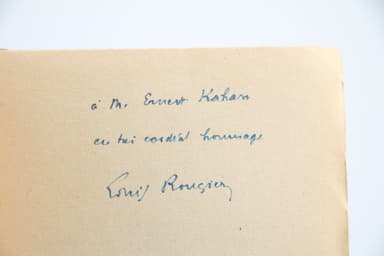 à M. Ernest Kahan
en très cordial hommage
Louis Rougier